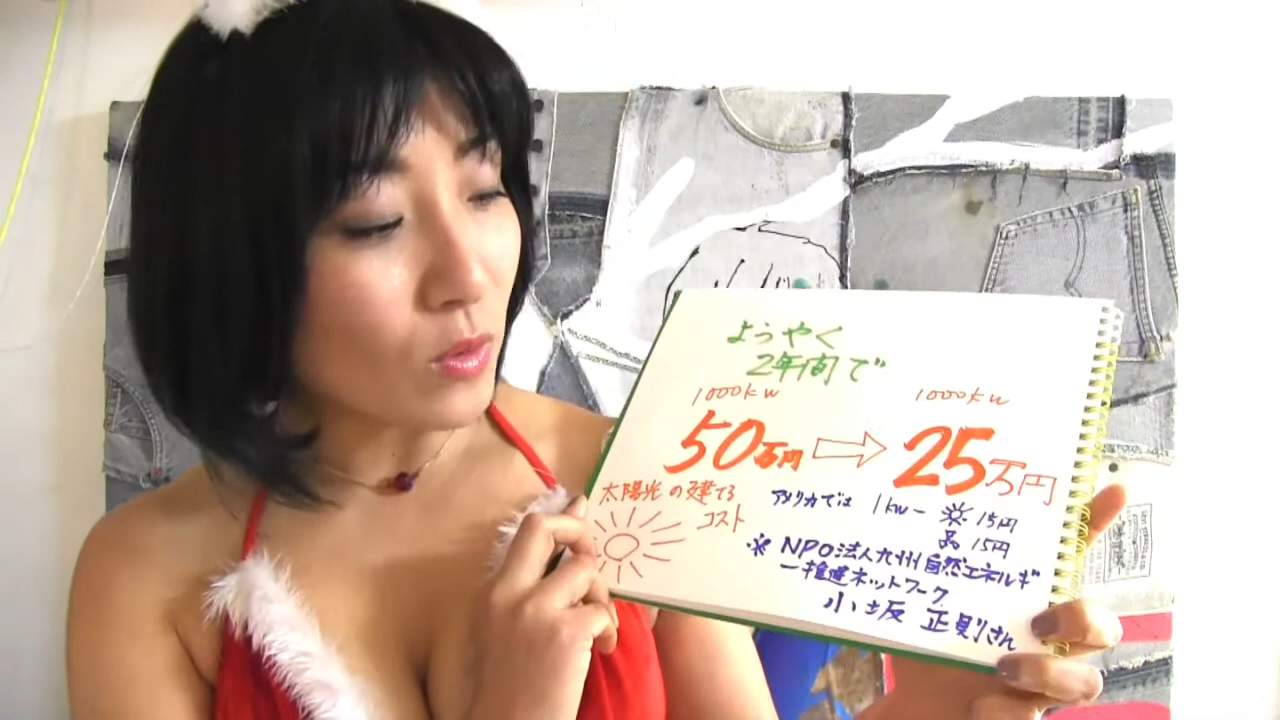 ようやく
2年間で
1000kw
1000kw
50万円
25万円
太陽光の建てる
コスト
アメリカでは 1kw-
15円
15円
※NPO法人九州自然エネルギ
ー推進ネットワーク
小坂 正則さん